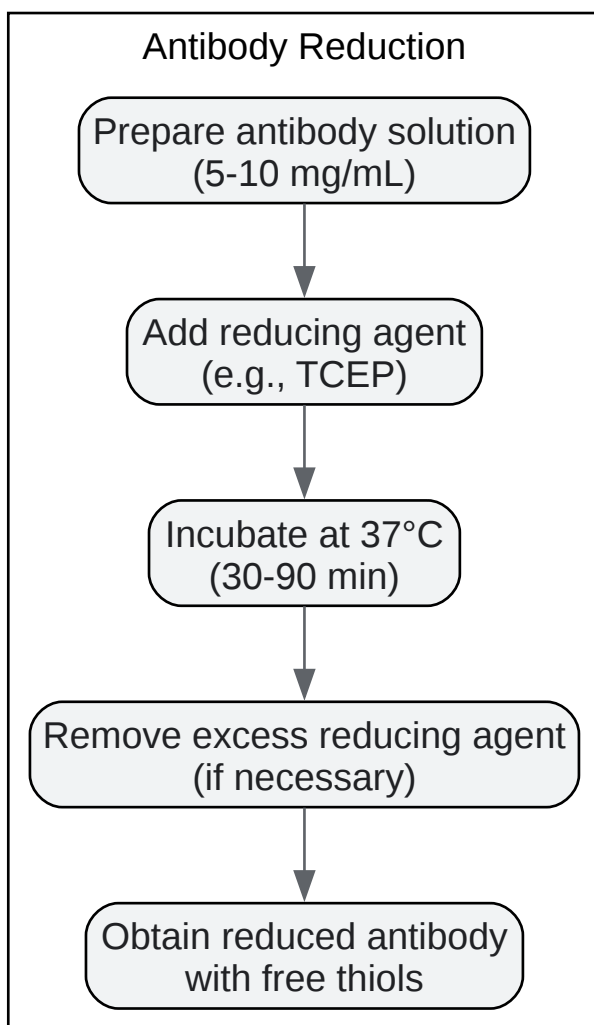 Antibody Reduction
Prepare antibody solution
(5-10 mg/mL)
Add reducing agent
(e.g., TCEP)
Incubate at 37°C
(30-90 min)
Remove excess reducing agent
(if necessary)
Obtain reduced antibody
with free thiols